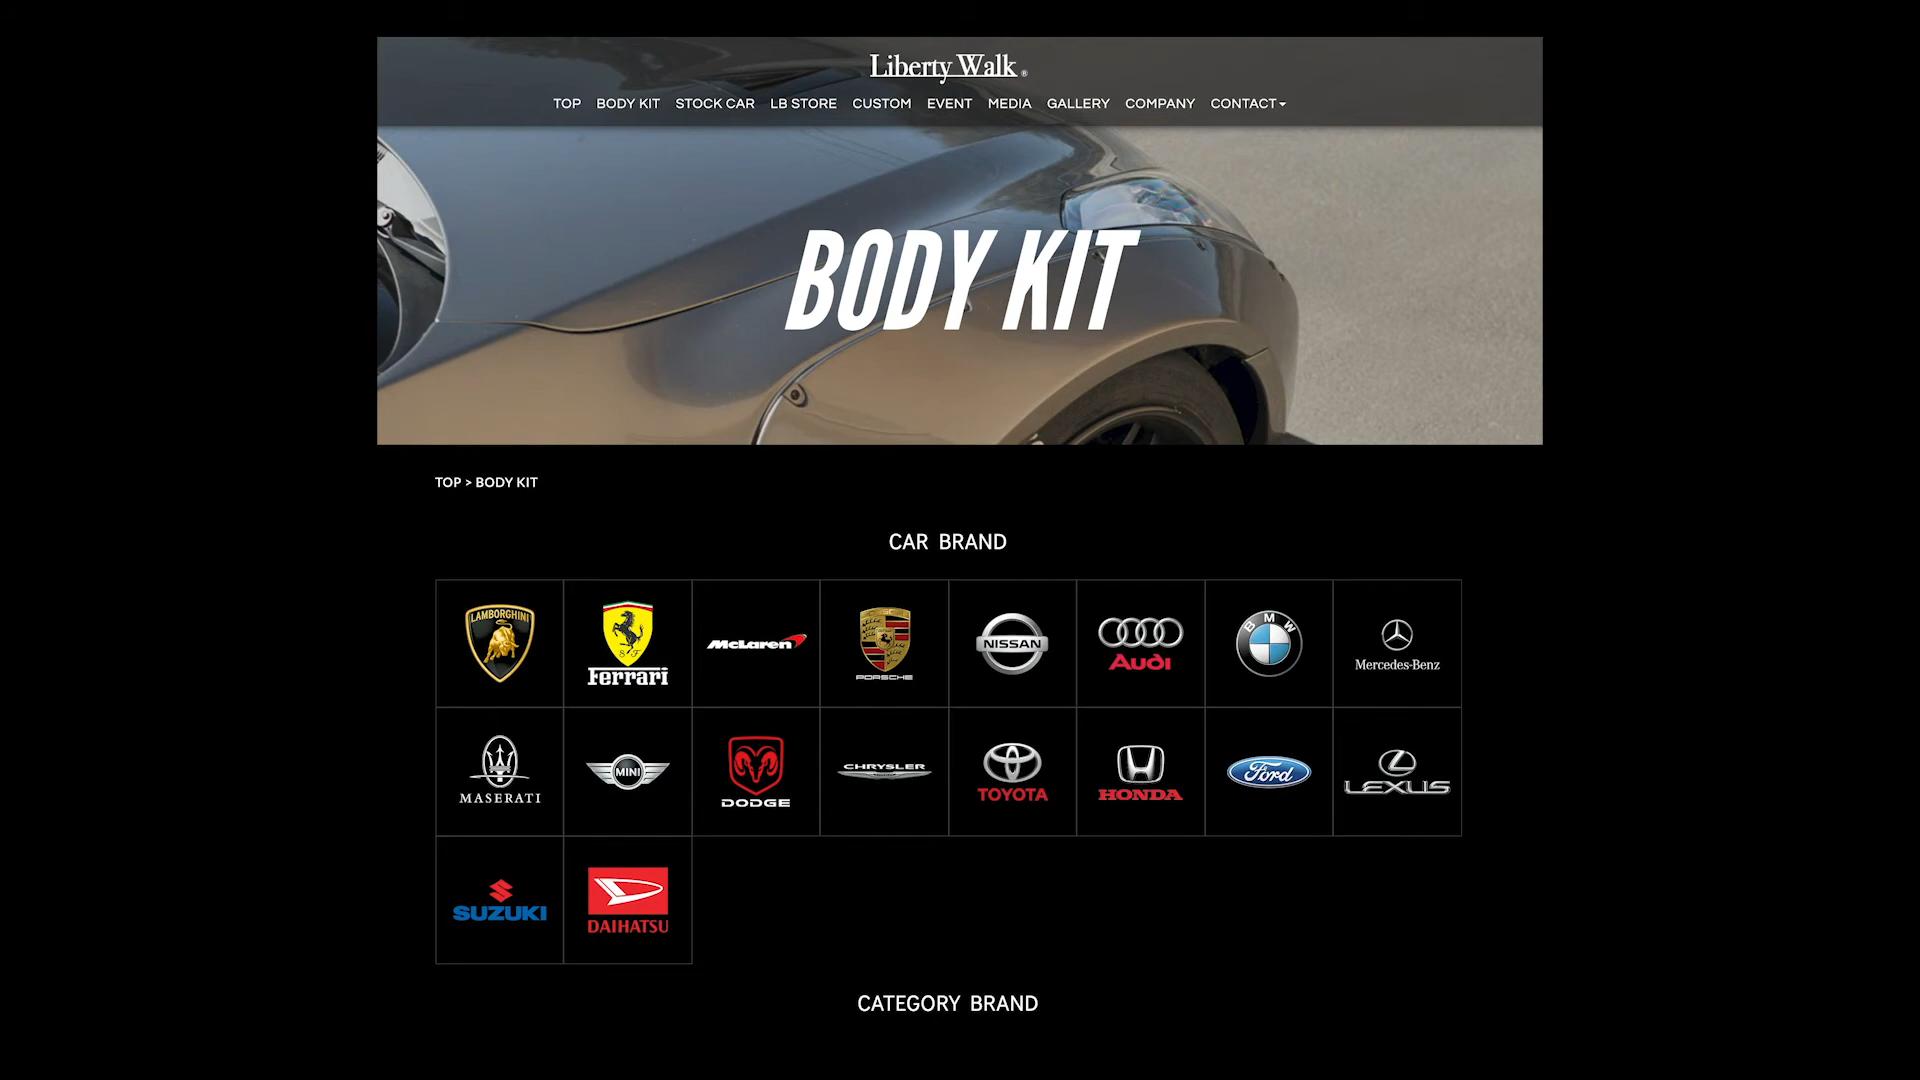 Liberty Walk ®
TOP BODY KIT STOCK CAR LB STORE CUSTOM EVENT MEDIA GALLERY COMPANY CONTACT
BODY KIT
TOP > BODY KIT
CAR BRAND
LAMBORGHINI
S F
Ferrari
McLaren
PORSCHE
NISSAN
Audi
BMW
Mercedes-Benz
MASERATI
MINI
DODGE
CHRYSLER
TOYOTA
HONDA
Ford
LEXUS
SUZUKI
DAIHATSU
CATEGORY BRAND